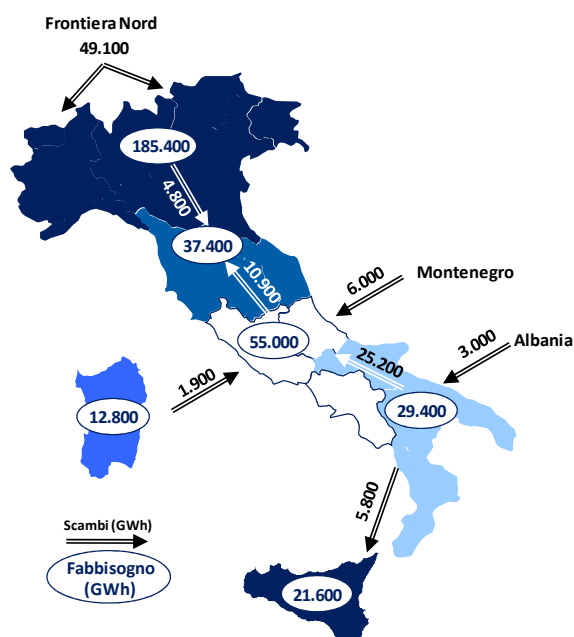 Frontiera Nord
49.100
185.400
4.800
37.400
10.900
6.000
Montenegro
55.000
3.000
Albania
25.200
1.900
12.800
29.400
5.800
Scambi (GWh)
Fabbisogno
(GWh)
21.600